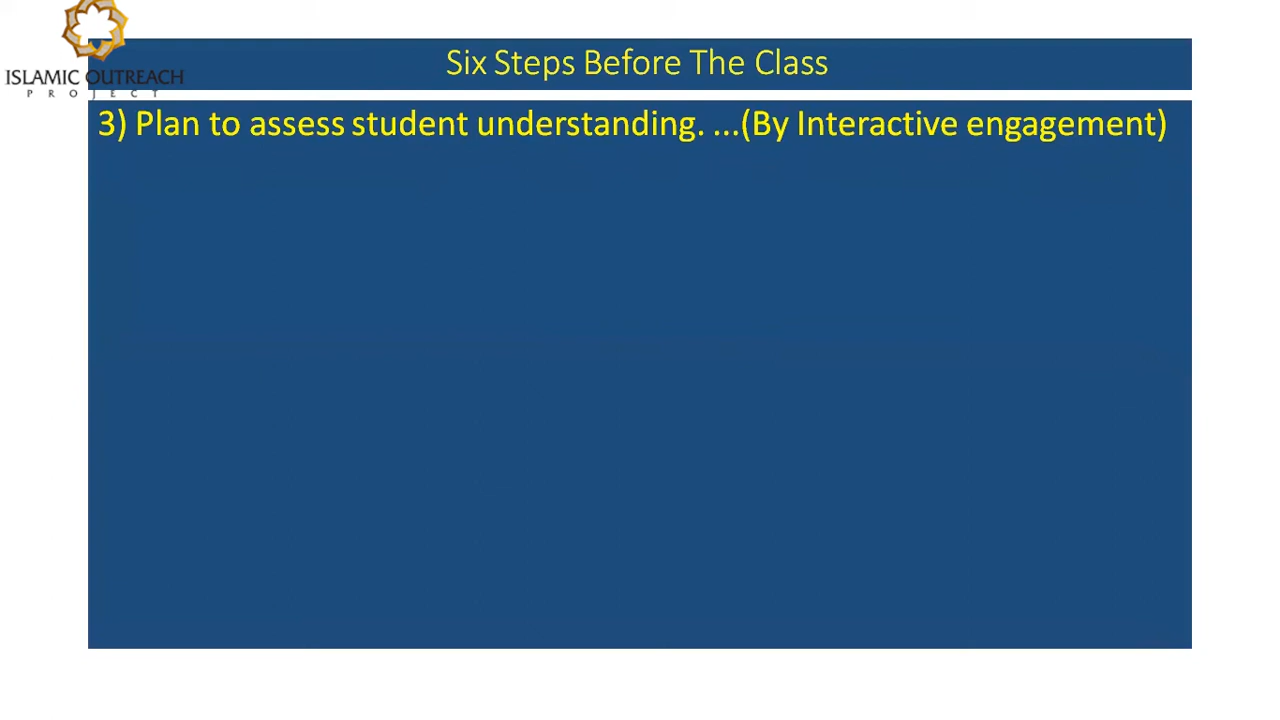 ISLAMIC OUTREACH
PROJECT
Six Steps Before The Class
3) Plan to assess student understanding. ...(By Interactive engagement)